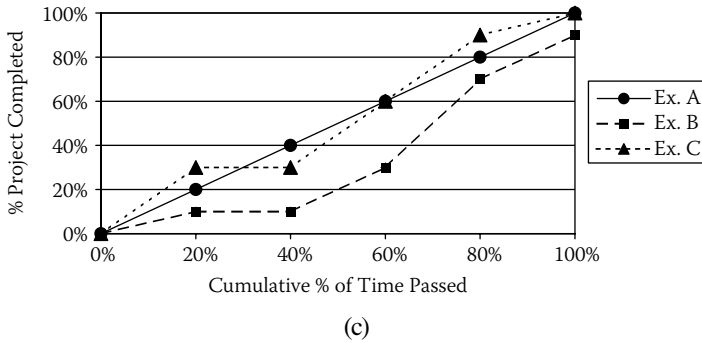 100%
80%
60%
40%
20%
0%
% Project Completed
0% 20% 40% 60% 80% 100%
Cumulative % of Time Passed
Ex. A
Ex. B
Ex. C
(c)